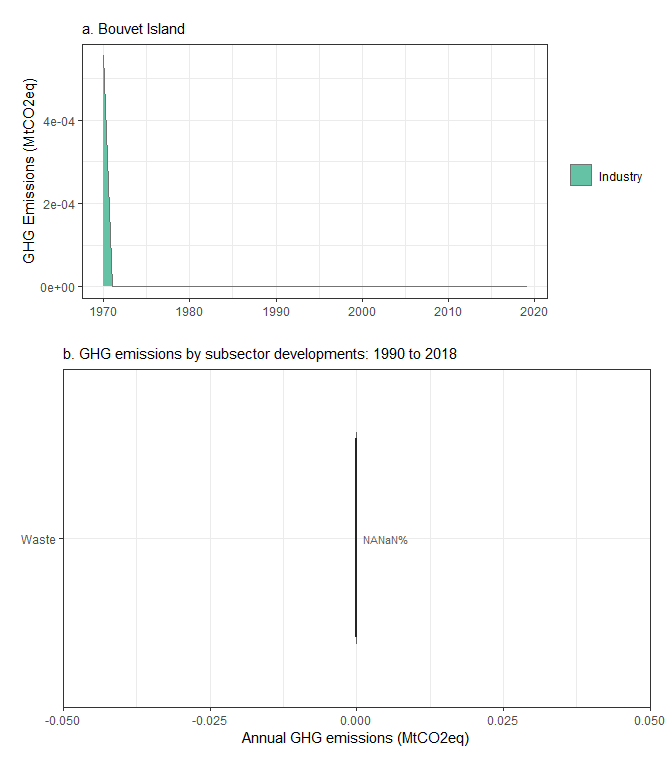 a. Bouvet Island
GHG Emissions (MtCO2eq)
4e-04
2e-04
0e+00
1970 1980 1990 2000 2010 2020
Industry
b. GHG emissions by subsector developments: 1990 to 2018
Waste
NANaN%
-0.050 -0.025 0.000 0.025 0.050
Annual GHG emissions (MtCO2eq)